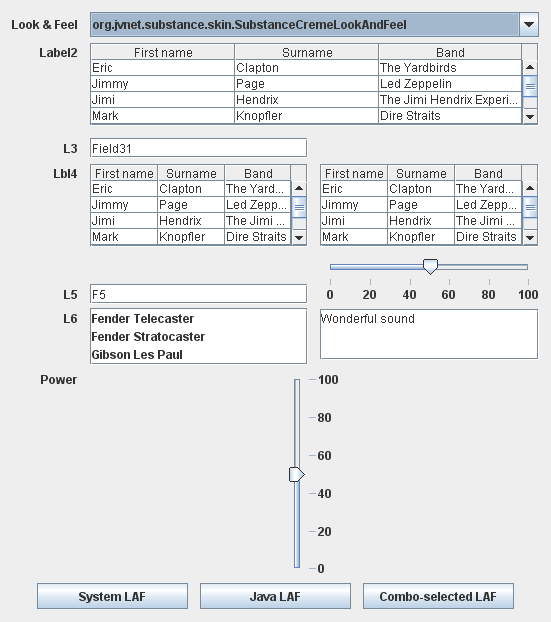 Look & Feel org.jvnet.substance.skin.SubstanceCremeLookAndFeel
Label2 First name Surname Band
Eric Clapton The Yardbirds
Jimmy Page Led Zeppelin
Jimi Hendrix The Jimi Hendrix Experi...
Mark Knopfler Dire Straits
L3 Field31
Lbl4 First name Surname Band First name Surname Band
Eric Clapton The Yard... Eric Clapton The Yard...
Jimmy Page Led Zepp... Jimmy Page Led Zepp...
Jimi Hendrix The Jimi ... Jimi Hendrix The Jimi ...
Mark Knopfler Dire Straits Mark Knopfler Dire Straits
L5 F5 0 20 40 60 80 100
L6 Fender Telecaster Wonderful sound
Fender Stratocaster
Gibson Les Paul
Power 100
80
60
40
20
0
System LAF Java LAF Combo-selected LAF